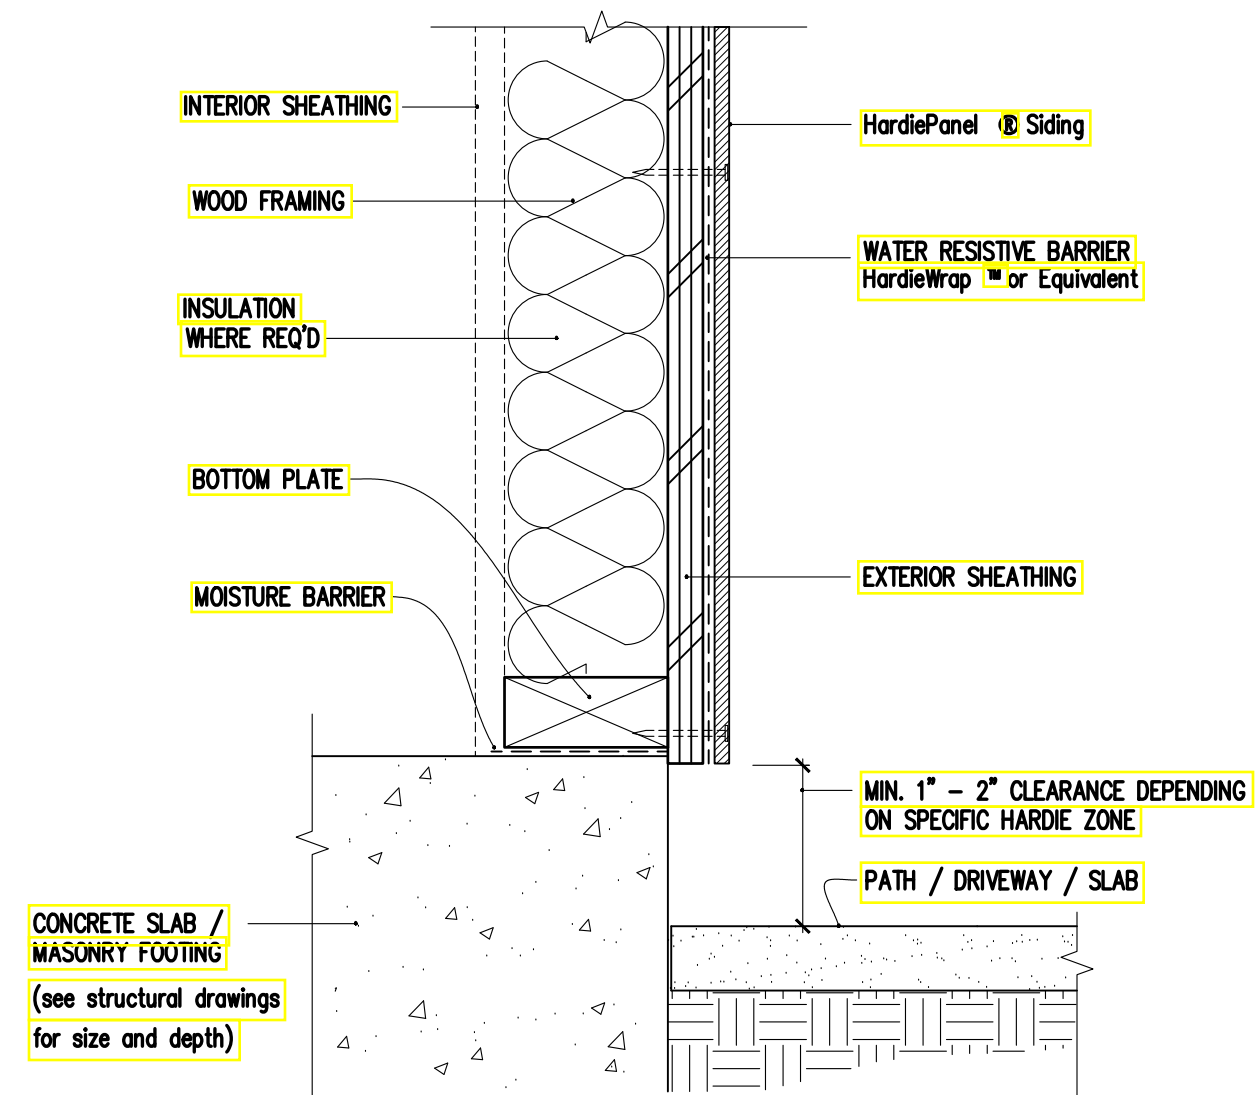 INTERIOR SHEATHING
WOOD FRAMING
INSULATION
WHERE REQ'D
BOTTOM PLATE
MOISTURE BARRIER
CONCRETE SLAB /
MASONRY FOOTING
(see structural drawings
for size and depth)
HardiePanel ® Siding
WATER RESISTIVE BARRIER
HardieWrap ™ or Equivalent
EXTERIOR SHEATHING
MIN. 1" - 2" CLEARANCE DEPENDING
ON SPECIFIC HARDIE ZONE
PATH / DRIVEWAY / SLAB